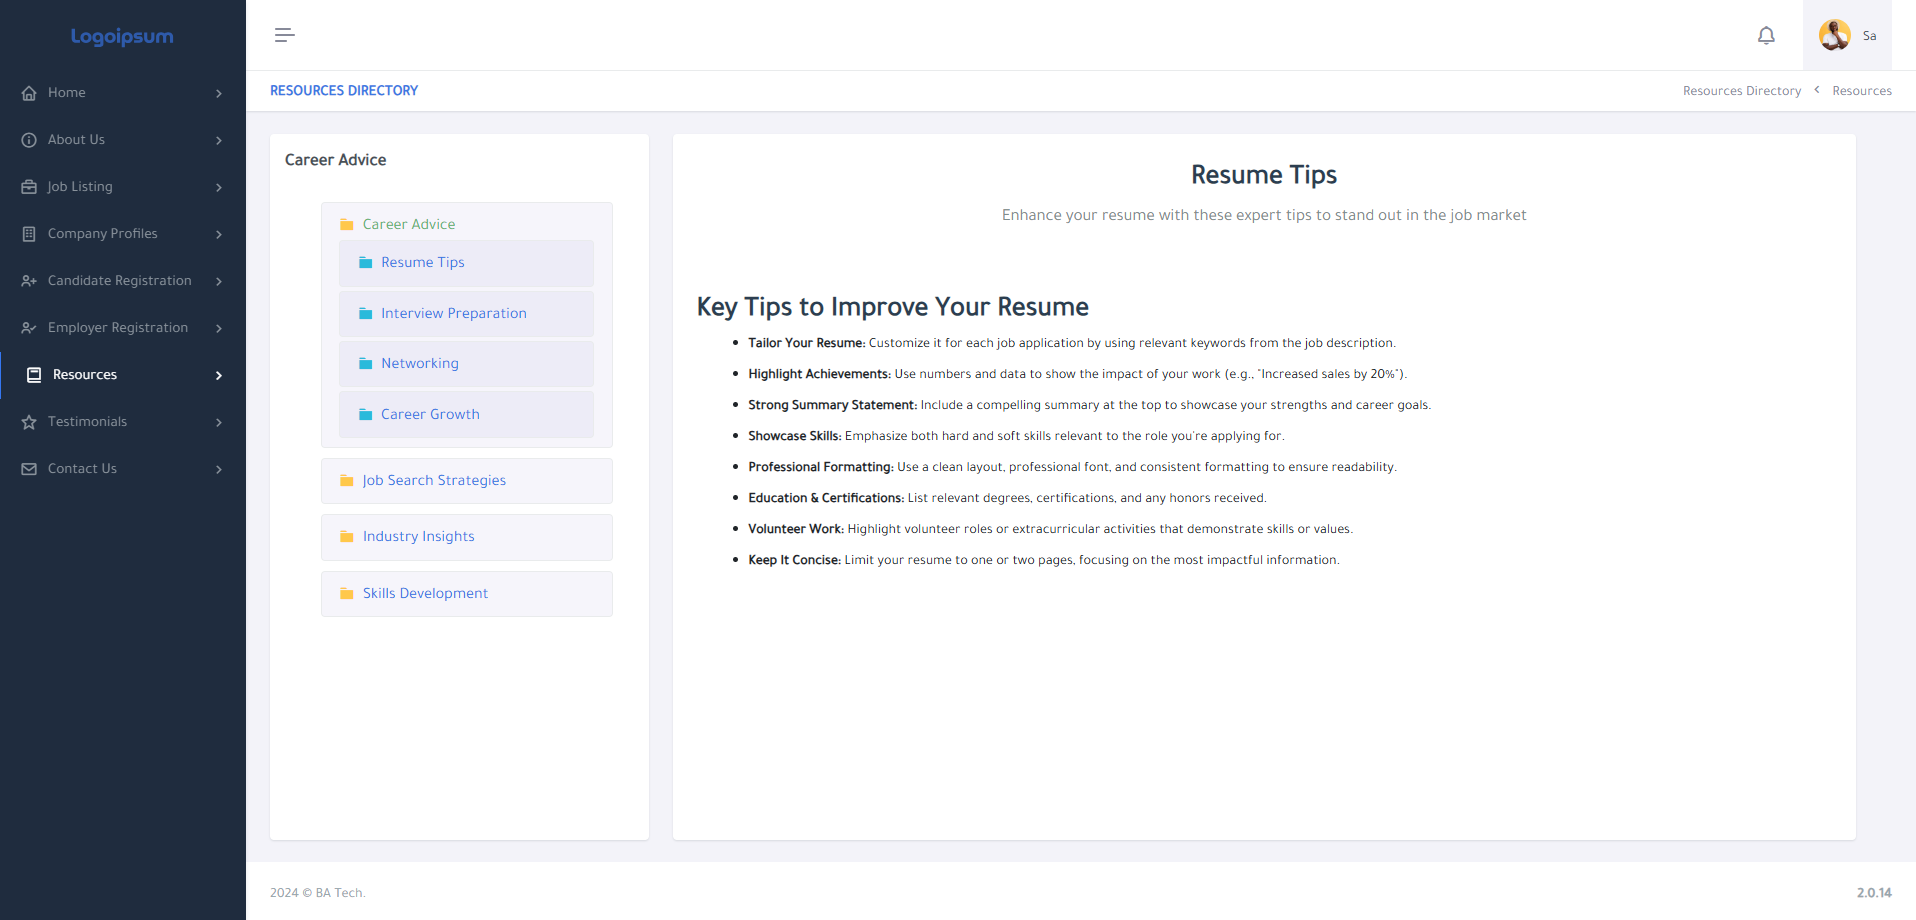 Logoipsum
Home
About Us
Job Listing
Company Profiles
Candidate Registration
Employer Registration
Resources
Testimonials
Contact Us
Sa
RESOURCES DIRECTORY
Resources Directory < Resources
Career Advice
Career Advice
Resume Tips
Interview Preparation
Networking
Career Growth
Job Search Strategies
Industry Insights
Skills Development
Resume Tips
Enhance your resume with these expert tips to stand out in the job market
Key Tips to Improve Your Resume
• Tailor Your Resume: Customize it for each job application by using relevant keywords from the job description.
• Highlight Achievements: Use numbers and data to show the impact of your work (e.g., "Increased sales by 20%").
• Strong Summary Statement: Include a compelling summary at the top to showcase your strengths and career goals.
• Showcase Skills: Emphasize both hard and soft skills relevant to the role you're applying for.
• Professional Formatting: Use a clean layout, professional font, and consistent formatting to ensure readability.
• Education & Certifications: List relevant degrees, certifications, and any honors received.
• Volunteer Work: Highlight volunteer roles or extracurricular activities that demonstrate skills or values.
• Keep It Concise: Limit your resume to one or two pages, focusing on the most impactful information.
2024 © BA Tech.
2.0.14